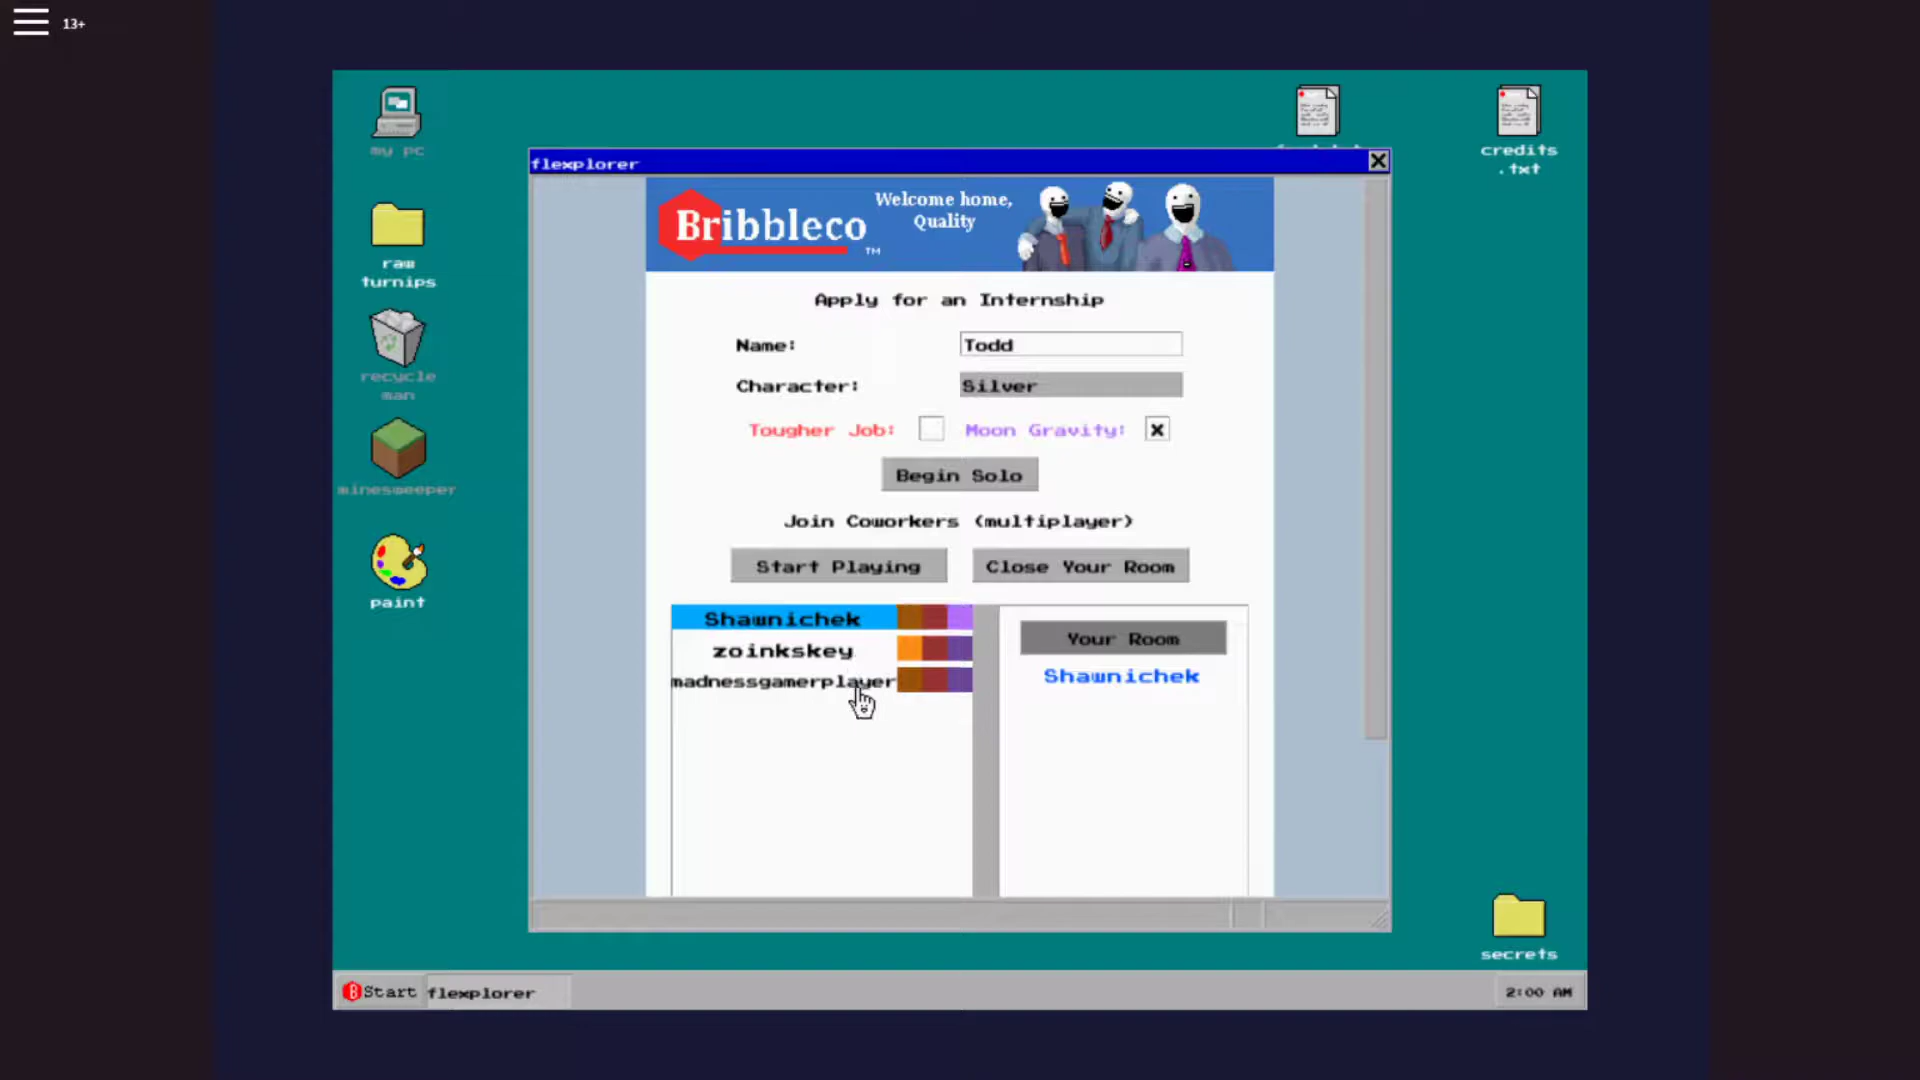 13+
my pc
raw
turnips
recycle
man
minesweeper
paint
credits
.txt
flexplorer
Bribbleco
TM
Welcome home,
Quality
Apply for an Internship
Name:
Todd
Character:
Silver
Tougher Job:
Moon Gravity:
x
Begin Solo
Join Coworkers (multiplayer)
Start Playing
Close Your Room
Shawnichek
zoinkskey
madnessgamerplayer
Your Room
Shawnichek
secrets
B
Start
flexplorer
2:00 AM